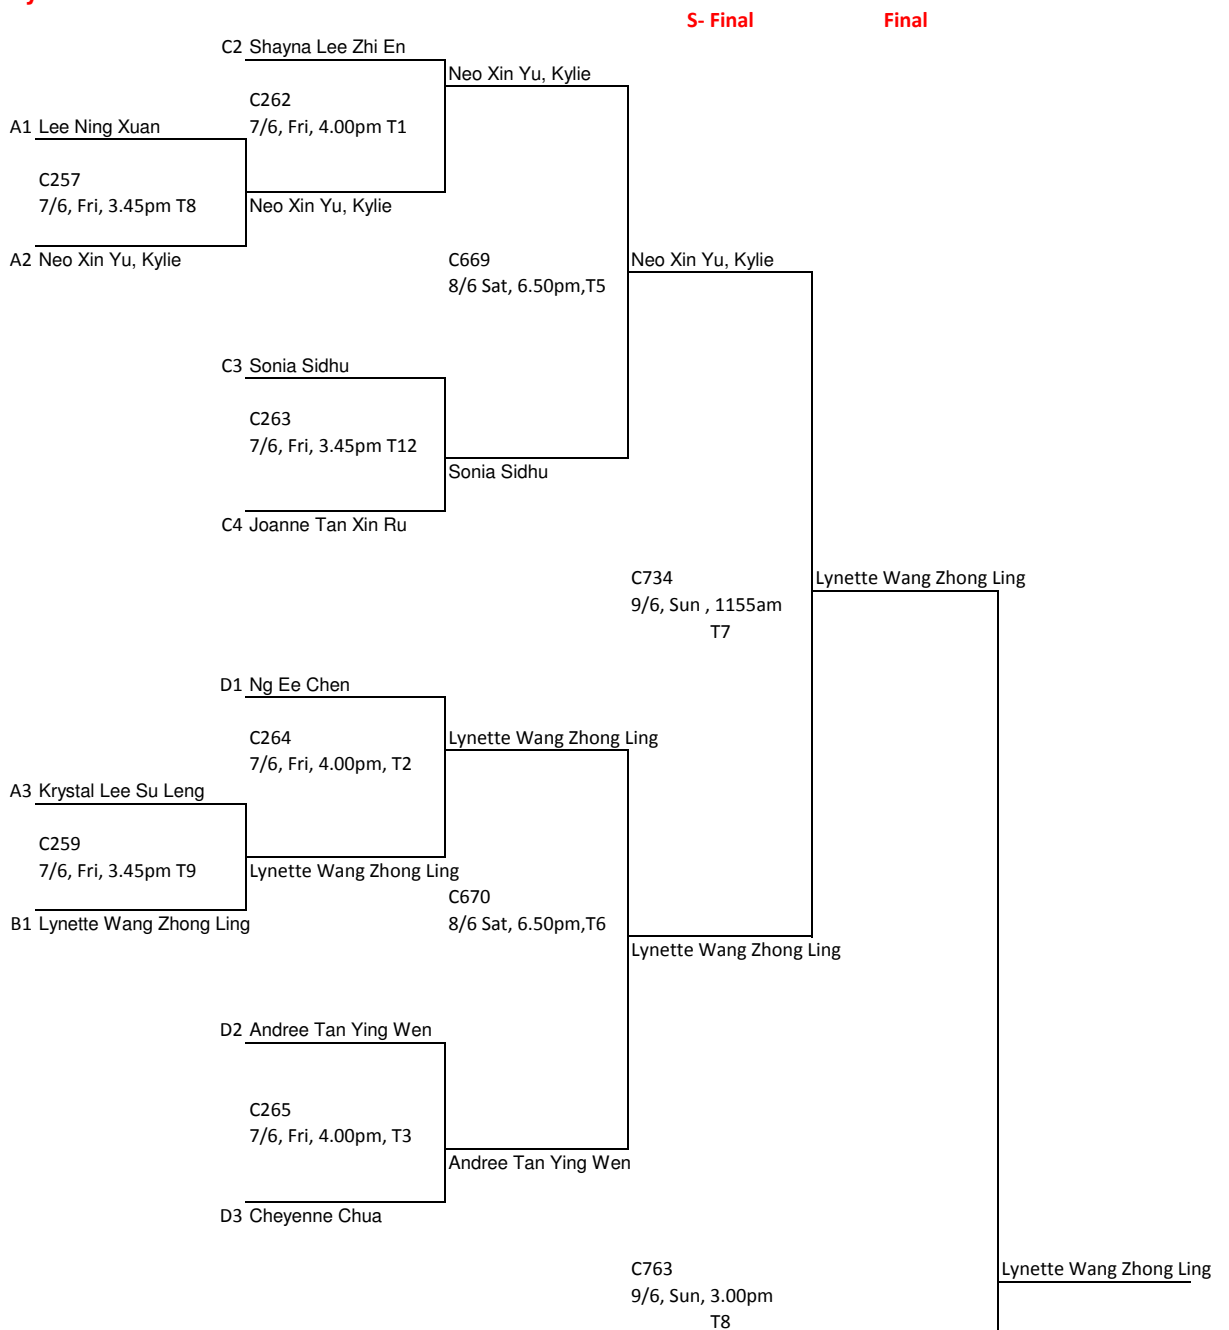 S- Final Final
C2 Shayna Lee Zhi En
Neo Xin Yu, Kylie
C262
A1 Lee Ning Xuan
7/6, Fri, 4.00pm T1
C257
7/6, Fri, 3.45pm T8
Neo Xin Yu, Kylie
A2 Neo Xin Yu, Kylie
C669
Neo Xin Yu, Kylie
8/6 Sat, 6.50pm,T5
C3 Sonia Sidhu
C263
7/6, Fri, 3.45pm T12
Sonia Sidhu
C4 Joanne Tan Xin Ru
C734
Lynette Wang Zhong Ling
9/6, Sun , 1155am
T7
D1 Ng Ee Chen
C264
Lynette Wang Zhong Ling
7/6, Fri, 4.00pm, T2
A3 Krystal Lee Su Leng
C259
7/6, Fri, 3.45pm T9
Lynette Wang Zhong Ling
C670
B1 Lynette Wang Zhong Ling
8/6 Sat, 6.50pm,T6
Lynette Wang Zhong Ling
D2 Andree Tan Ying Wen
C265
7/6, Fri, 4.00pm, T3
Andree Tan Ying Wen
D3 Cheyenne Chua
C763
Lynette Wang Zhong Ling
9/6, Sun, 3.00pm
T8